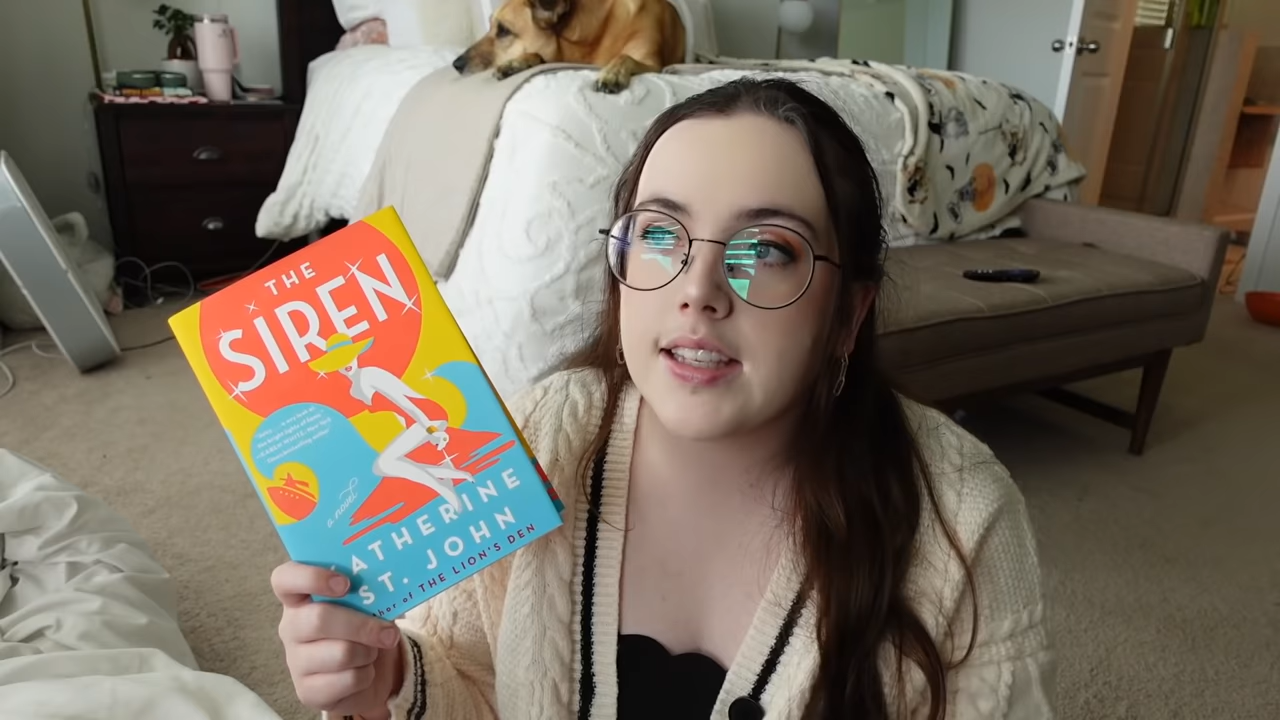 THE
SIREN
a novel
KATHERINE
ST. JOHN
author of THE LION'S DEN